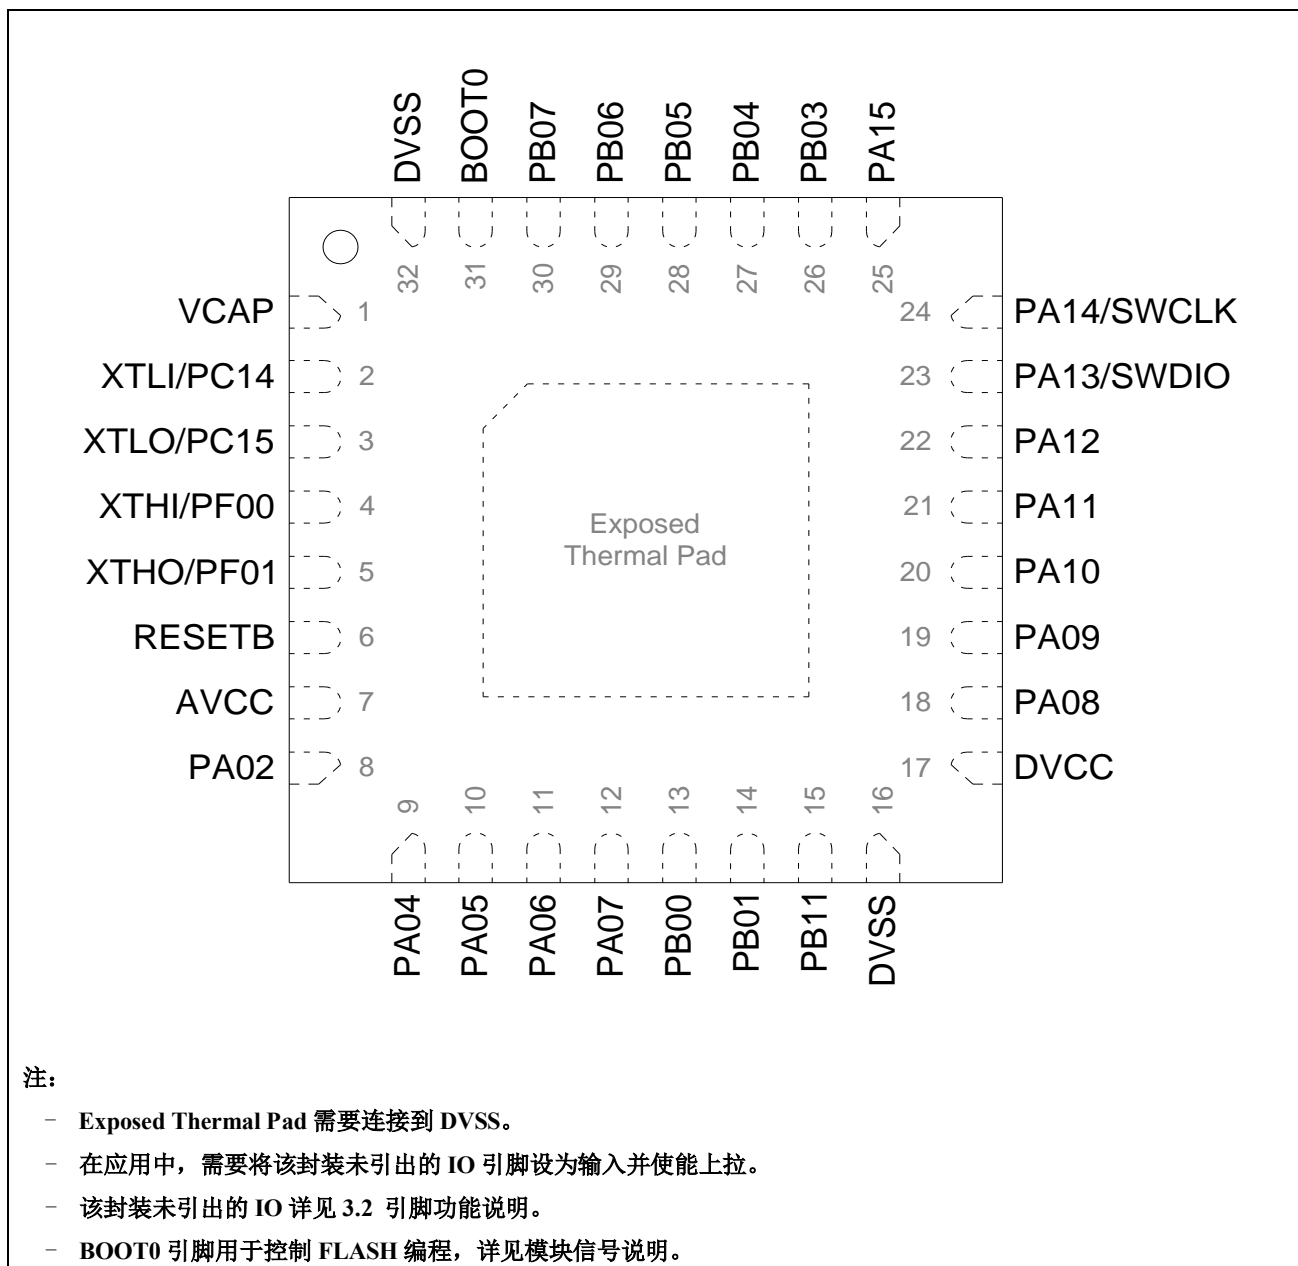 DVSS
BOOT0
PB07
PB06
PB05
PB04
PB03
PA15
32
31
30
29
28
27
26
25
VCAP 1
24 PA14/SWCLK
XTLI/PC14 2
23 PA13/SWDIO
XTLO/PC15 3
22 PA12
XTHI/PF00 4
21 PA11
XTHO/PF01 5
20 PA10
RESETB 6
19 PA09
AVCC 7
18 PA08
PA02 8
17 DVCC
Exposed
Thermal Pad
9
10
11
12
13
14
15
16
PA04
PA05
PA06
PA07
PB00
PB01
PB11
DVSS
注：
– Exposed Thermal Pad 需要连接到 DVSS。
– 在应用中，需要将该封装未引出的 IO 引脚设为输入并使能上拉。
– 该封装未引出的 IO 详见 3.2 引脚功能说明。
– BOOT0 引脚用于控制 FLASH 编程，详见模块信号说明。